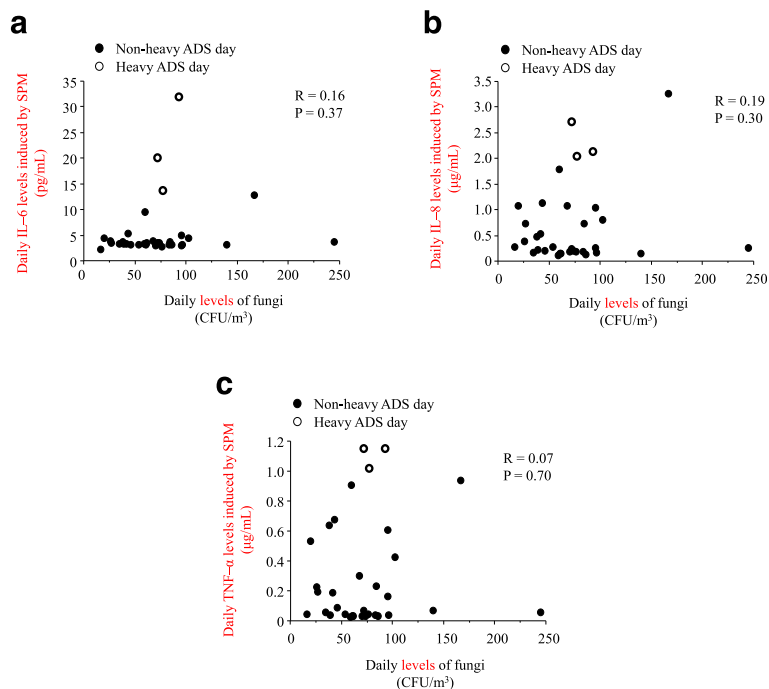 a
Non-heavy ADS day
Heavy ADS day
Daily IL-6 levels induced by SPM
(pg/mL)
35
30
25
20
15
10
5
0
R = 0.16
P = 0.37
0
50
100
150
200
250
Daily levels of fungi
(CFU/m³)
b
Non-heavy ADS day
Heavy ADS day
Daily IL-8 levels induced by SPM
(μg/mL)
3.5
3.0
2.5
2.0
1.5
1.0
0.5
0
R = 0.19
P = 0.30
0
50
100
150
200
250
Daily levels of fungi
(CFU/m³)
c
Non-heavy ADS day
Heavy ADS day
Daily TNF-α levels induced by SPM
(μg/mL)
1.2
1.0
0.8
0.6
0.4
0.2
0
R = 0.07
P = 0.70
0
50
100
150
200
250
Daily levels of fungi
(CFU/m³)